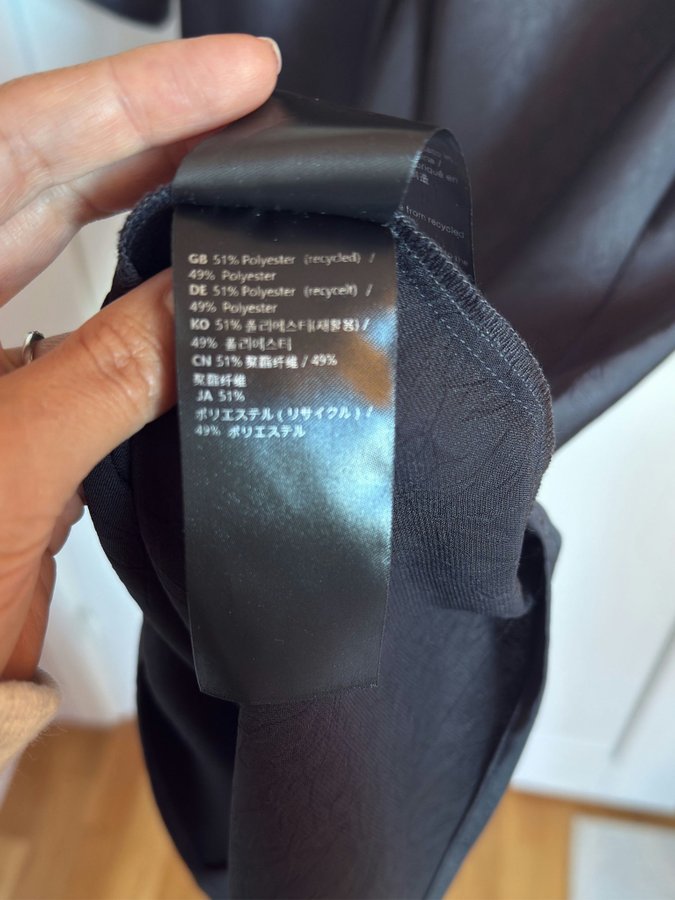 GB 51% Polyester (recycled) /
49% Polyester
DE 51% Polyester (recycelt) /
49% Polyester
KO 51% 폴리에스터(재활용) /
49% 폴리에스터
CN 51% 聚酯纤维 / 49%
聚酯纤维
JA 51%
ポリエステル ( リサイクル ) /
49% ポリエステル
from recycled